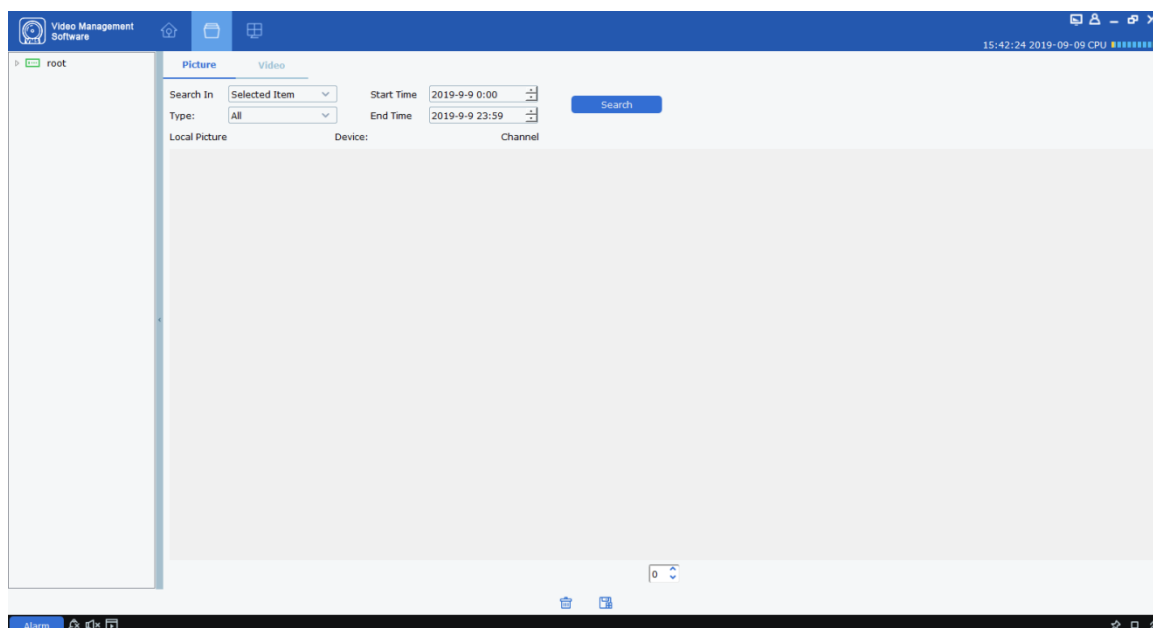 Video Management
Software
15:42:24 2019-09-09 CPU
root
Picture Video
Search In Selected Item Start Time 2019-9-9 0:00
Search
Type: All End Time 2019-9-9 23:59
Local Picture Device: Channel
0
Alarm